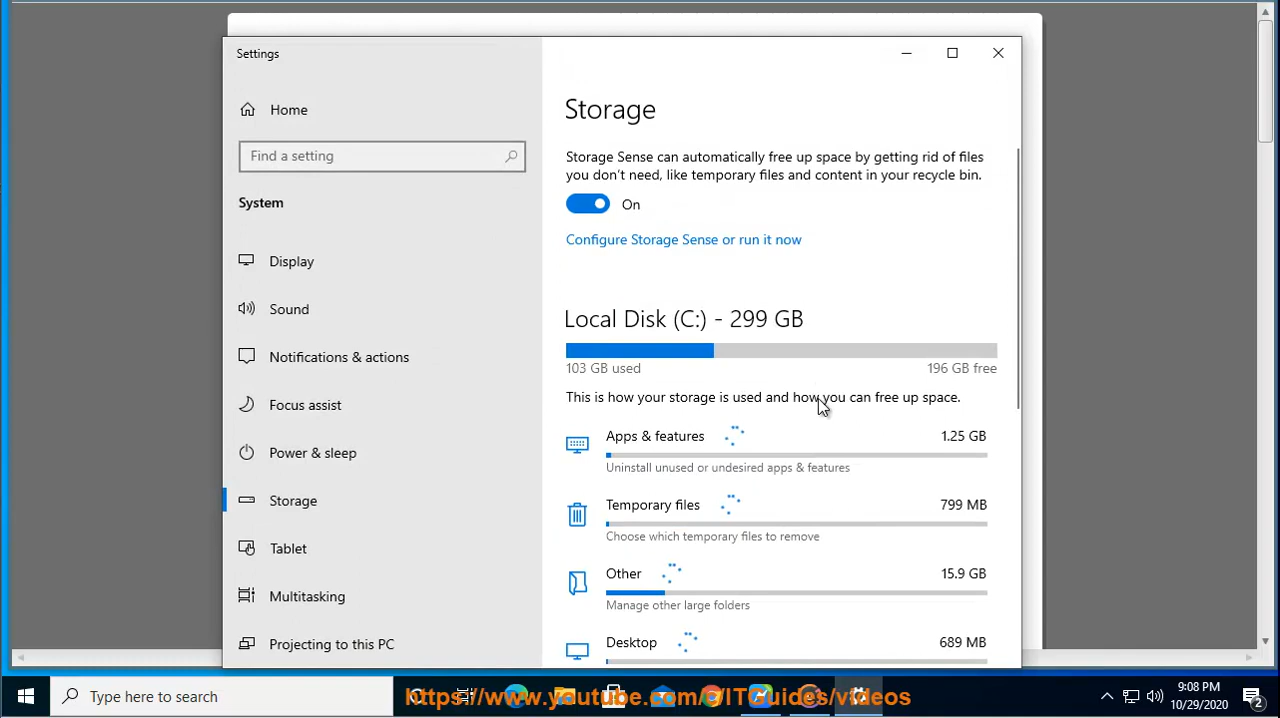 Settings
Home
Find a setting
System
Display
Sound
Notifications & actions
Focus assist
Power & sleep
Storage
Tablet
Multitasking
Projecting to this PC
Storage
Storage Sense can automatically free up space by getting rid of files
you don't need, like temporary files and content in your recycle bin.
On
Configure Storage Sense or run it now
Local Disk (C:) - 299 GB
103 GB used 196 GB free
This is how your storage is used and how you can free up space.
Apps & features 1.25 GB
Uninstall unused or undesired apps & features
Temporary files 799 MB
Choose which temporary files to remove
Other 15.9 GB
Manage other large folders
Desktop 689 MB
Type here to search
Https://www.youtube.com/c/ITGuides/videos
9:08 PM
10/29/2020
2